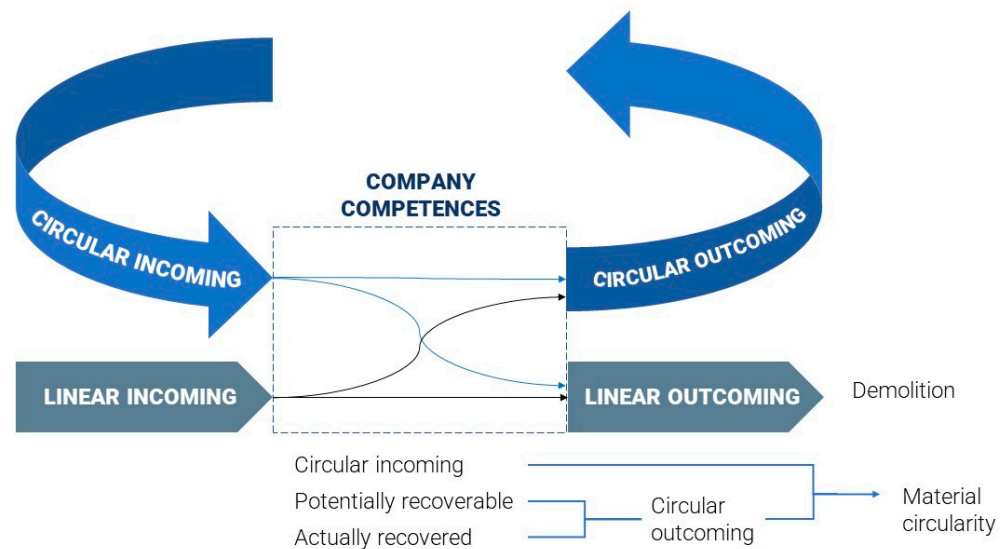 COMPANY
COMPETENCES
CIRCULAR INCOMING
CIRCULAR OUTCOMING
LINEAR INCOMING
LINEAR OUTCOMING
Demolition
Circular incoming
Potentially recoverable
Actually recovered
Circular
outcoming
Material
circularity